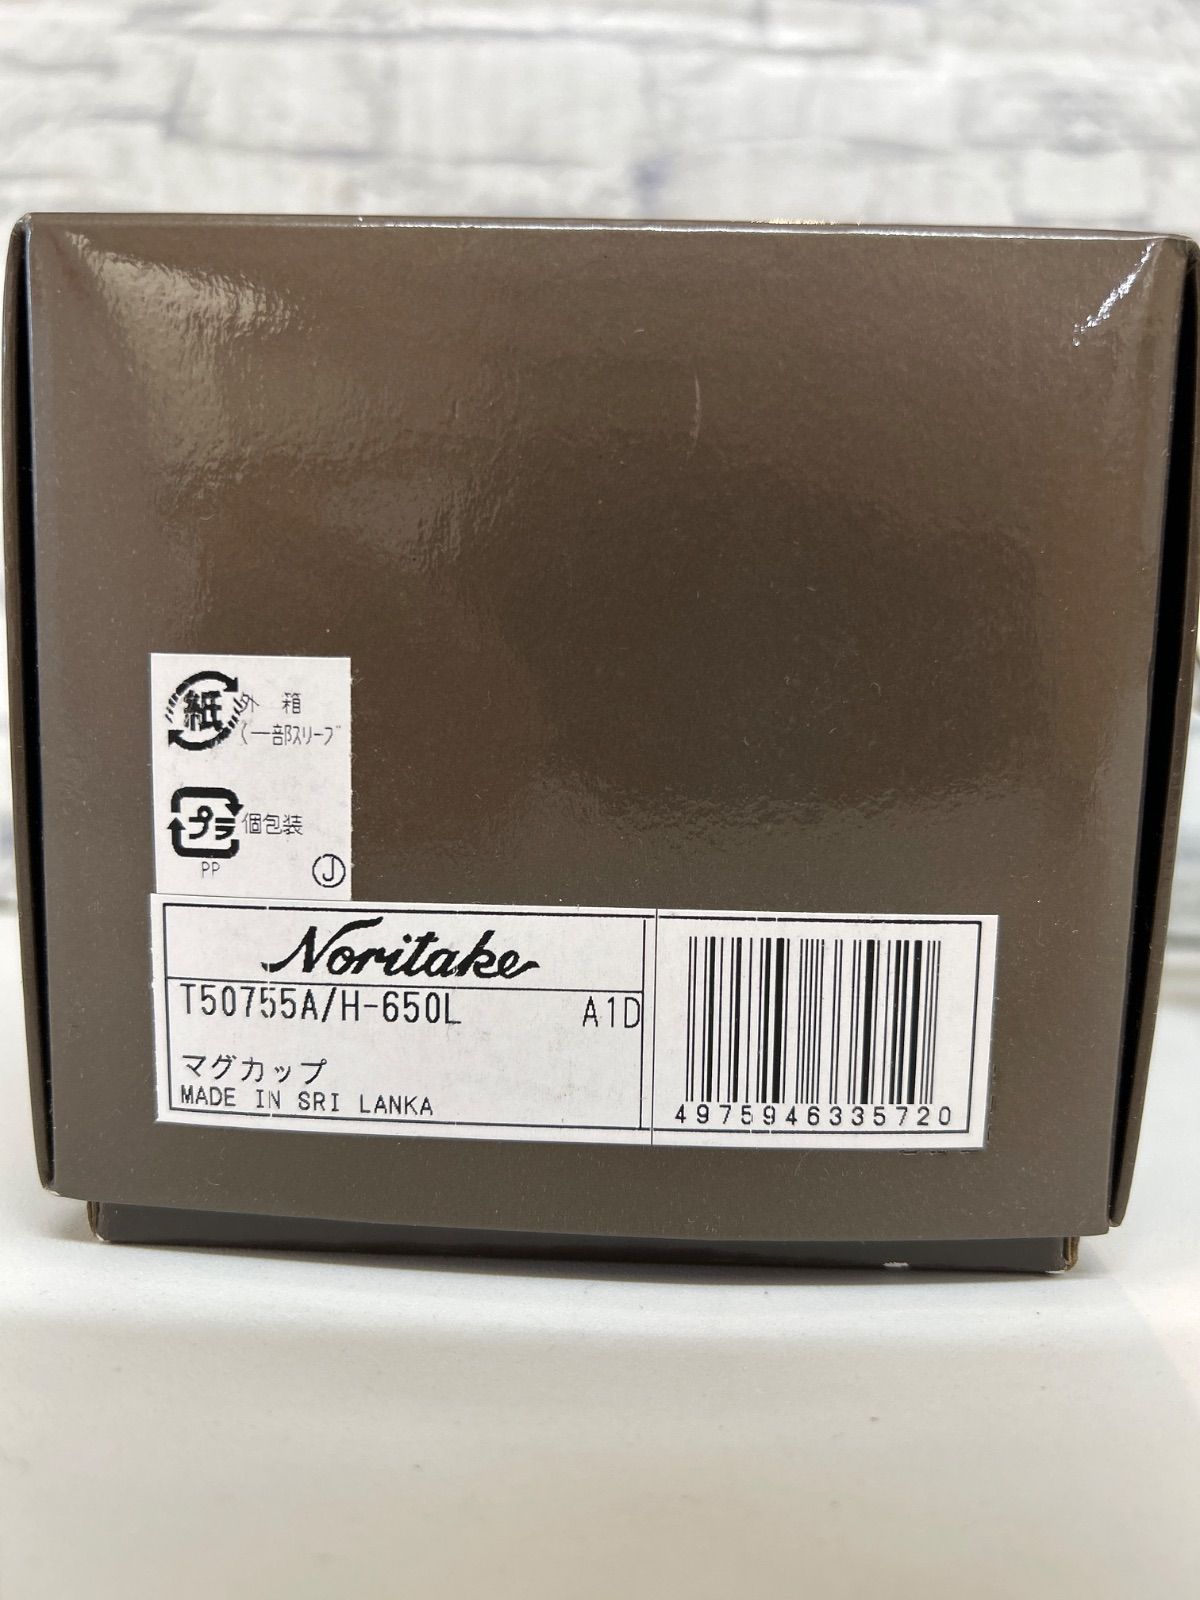 紙 外 箱
一部スリーブ
プラ 個包装
PP
J
Noritake
T50755A/H-650L A1D
マグカップ
MADE IN SRI LANKA
4975946335720